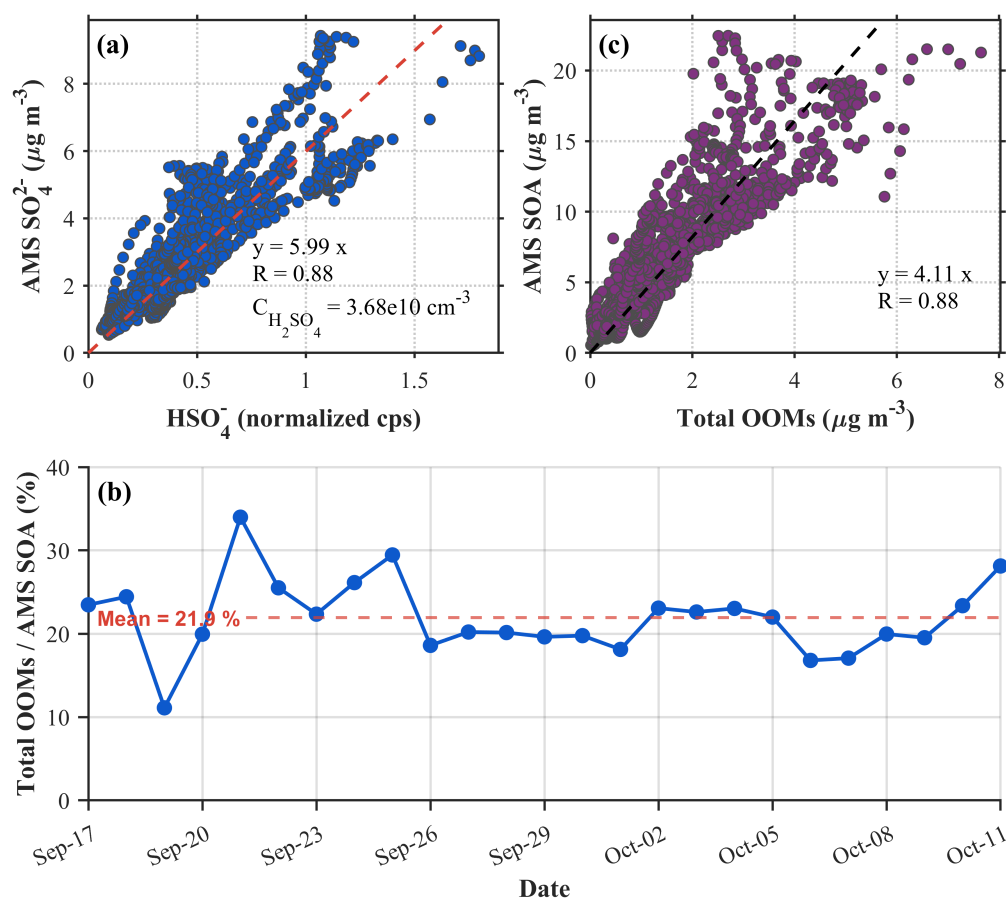 (a)
AMS SO₄²⁻ (μg m⁻³)
8
6
4
2
0
y = 5.99 x
R = 0.88
C_H₂SO₄ = 3.68e10 cm⁻³
0 0.5 1 1.5
HSO₄⁻ (normalized cps)
(c)
AMS SOA (μg m⁻³)
20
15
10
5
0
y = 4.11 x
R = 0.88
0 2 4 6 8
Total OOMs (μg m⁻³)
(b)
Total OOMs / AMS SOA (%)
40
30
20
10
0
Mean = 21.9 %
Sep-17 Sep-20 Sep-23 Sep-26 Sep-29 Oct-02 Oct-05 Oct-08 Oct-11
Date